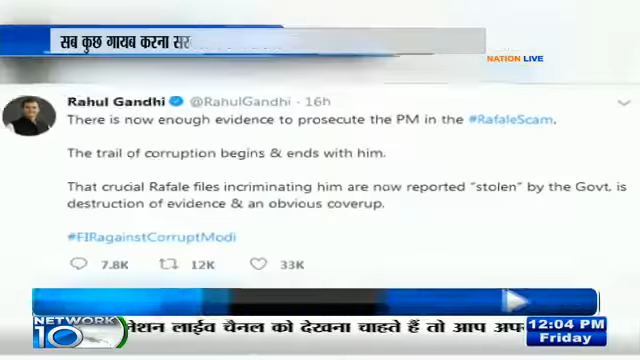 सब कुछ गायब करना
NATION LIVE
Rahul Gandhi @RahulGandhi · 16h
There is now enough evidence to prosecute the PM in the #RafaleScam.
The trail of corruption begins & ends with him.
That crucial Rafale files incriminating him are now reported "stolen" by the Govt. is
destruction of evidence & an obvious coverup.
#FIRagainstCorruptModi
7.8K 12K 33K
NETWORK
10
नेशन लाईव चैनल को देखना चाहते हैं तो आप
12:04 PM
Friday